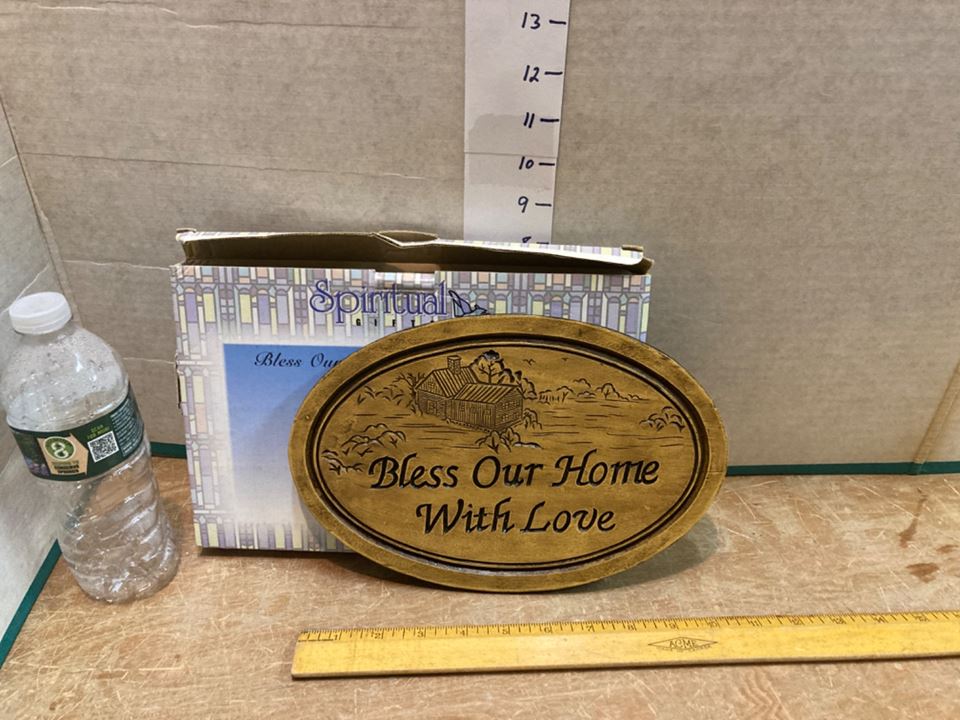 13
12
11
10
9
8
Spiritual
Bless Our
Bless Our Home
With Love
ACME